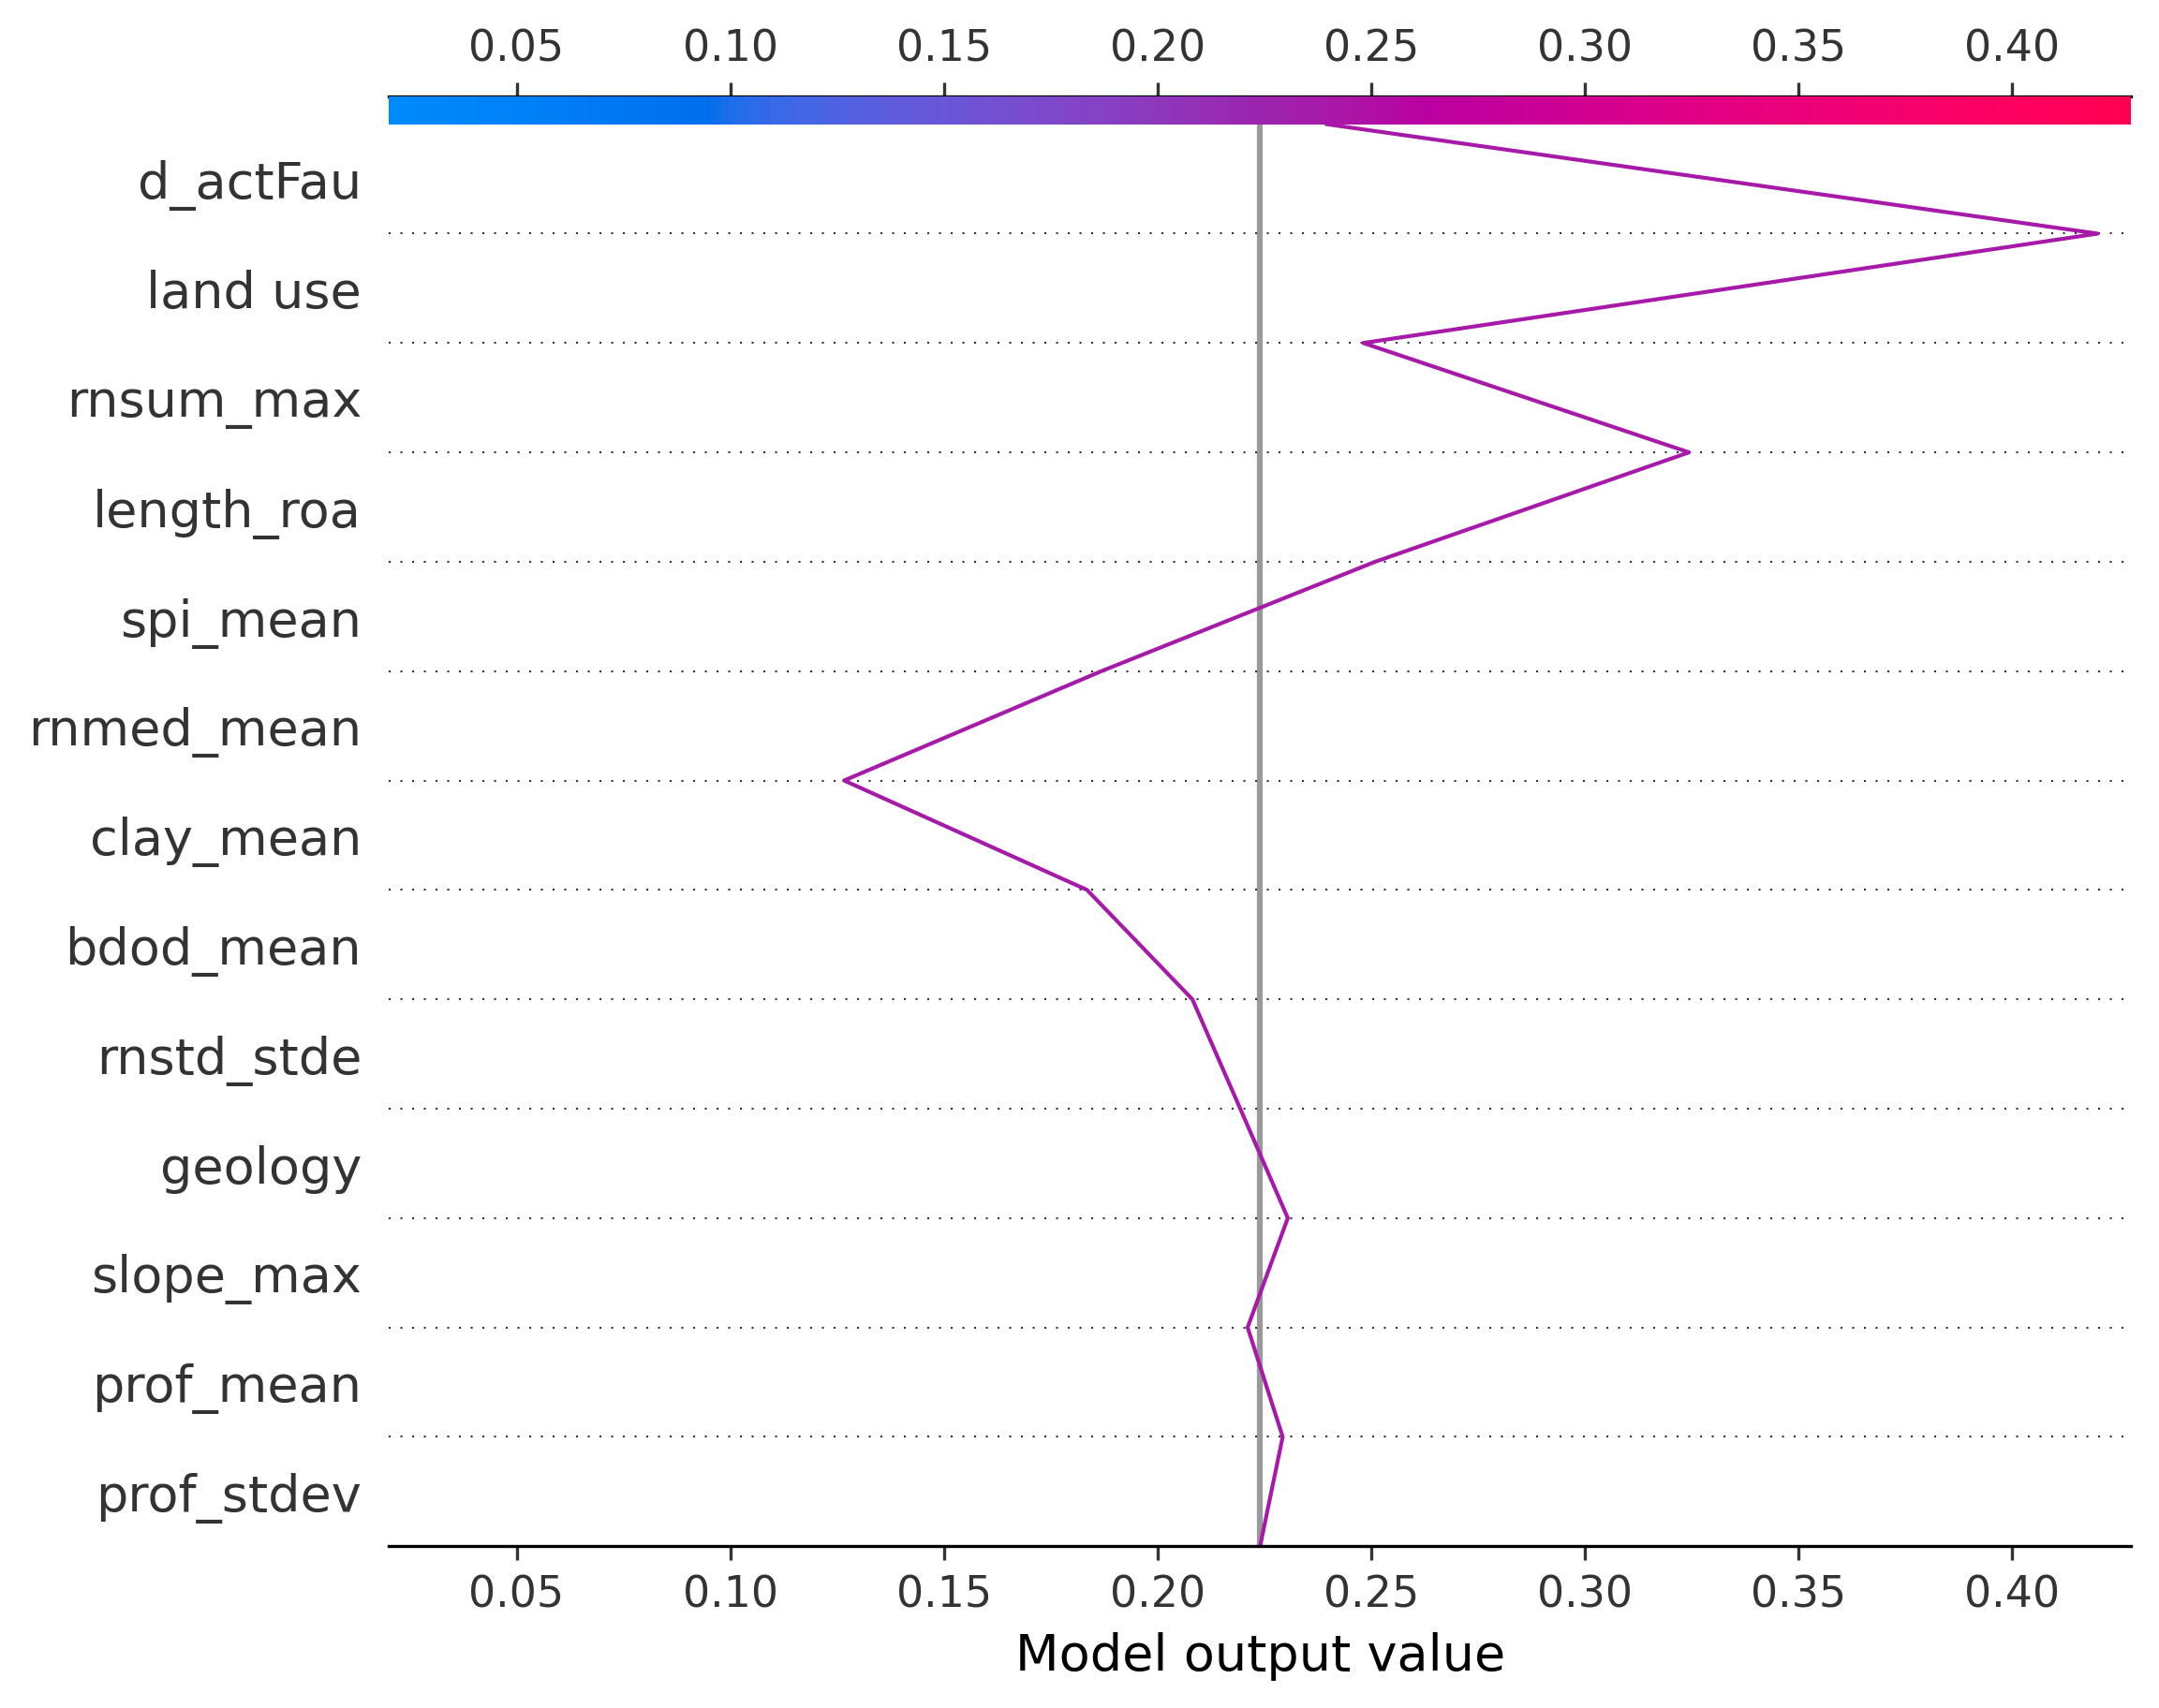 0.05 0.10 0.15 0.20 0.25 0.30 0.35 0.40
d_actFau
land use
rnsum_max
length_roa
spi_mean
rnmed_mean
clay_mean
bdod_mean
rnstd_stde
geology
slope_max
prof_mean
prof_stdev
0.05 0.10 0.15 0.20 0.25 0.30 0.35 0.40
Model output value